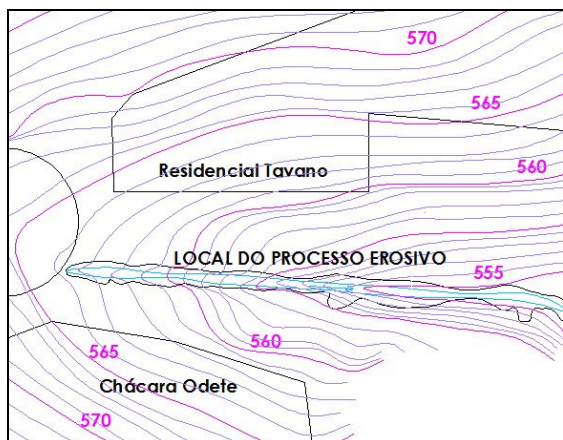 570
565
560
Residencial Tavano
LOCAL DO PROCESSO EROSIVO
555
560
565
Chácara Odete
570